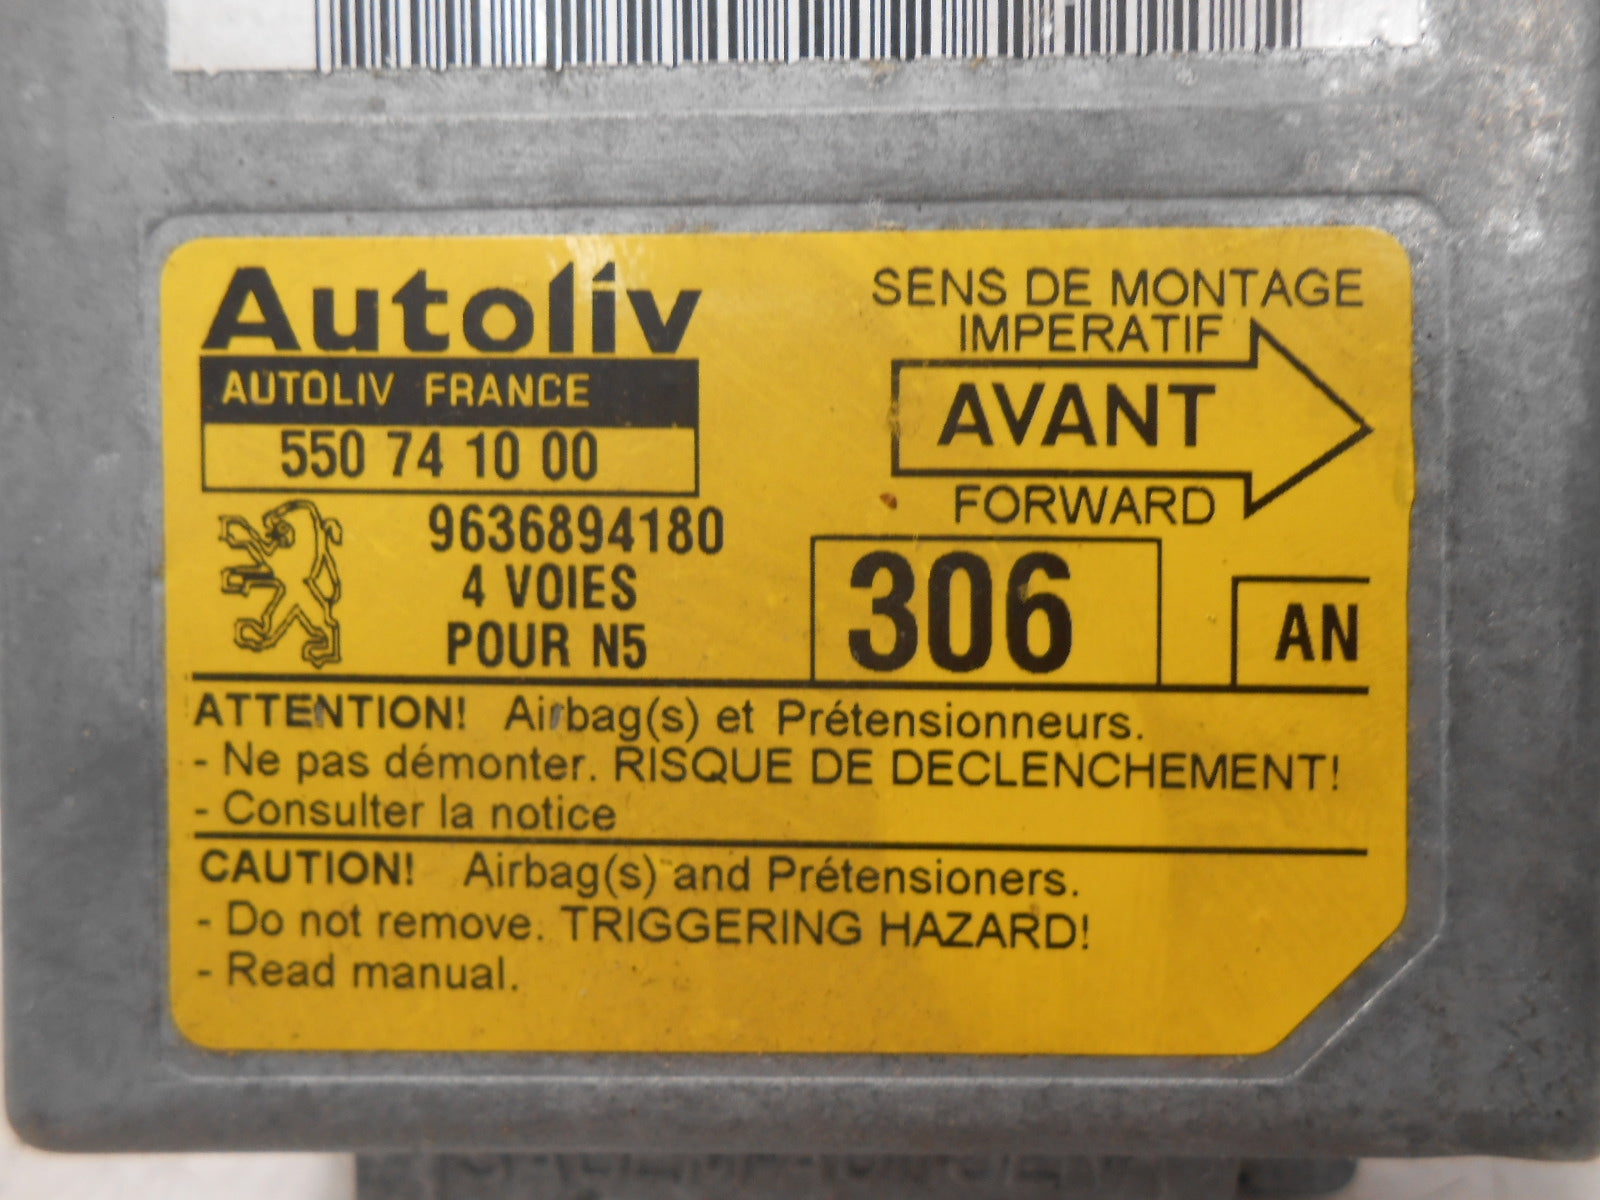 Autoliv
AUTOLIV FRANCE
550 74 10 00
9636894180
4 VOIES
POUR N5
SENS DE MONTAGE
IMPERATIF
AVANT
FORWARD
306
AN
ATTENTION! Airbag(s) et Prétensionneurs.
- Ne pas démonter. RISQUE DE DECLENCHEMENT!
- Consulter la notice
CAUTION! Airbag(s) and Prétensioners.
- Do not remove. TRIGGERING HAZARD!
- Read manual.